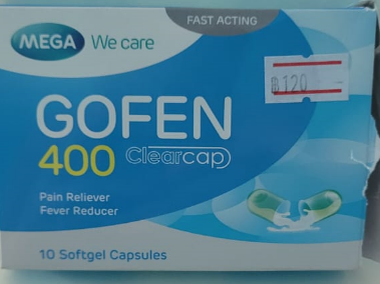 FAST ACTING
MEGA We care
฿120
GOFEN
400 Clearcap
Pain Reliever
Fever Reducer
10 Softgel Capsules